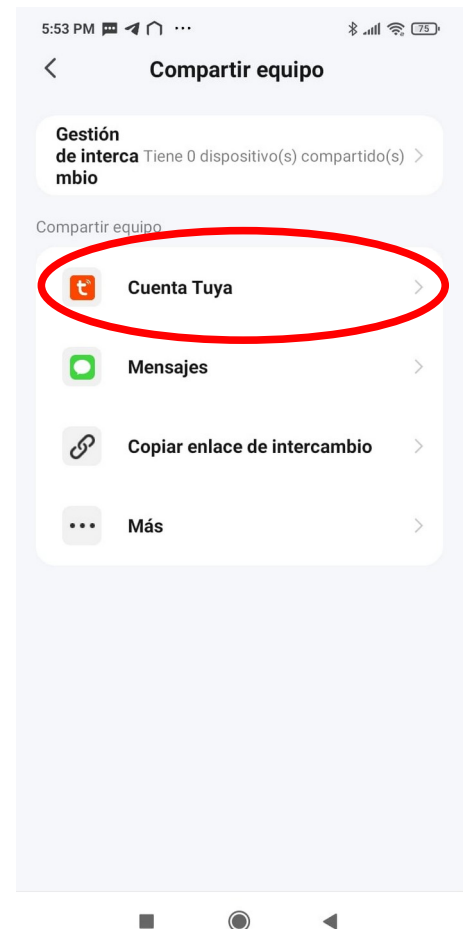 5:53 PM
75
Compartir equipo
Gestión
de interca Tiene 0 dispositivo(s) compartido(s)
mbio
Compartir equipo
Cuenta Tuya
Mensajes
Copiar enlace de intercambio
Más